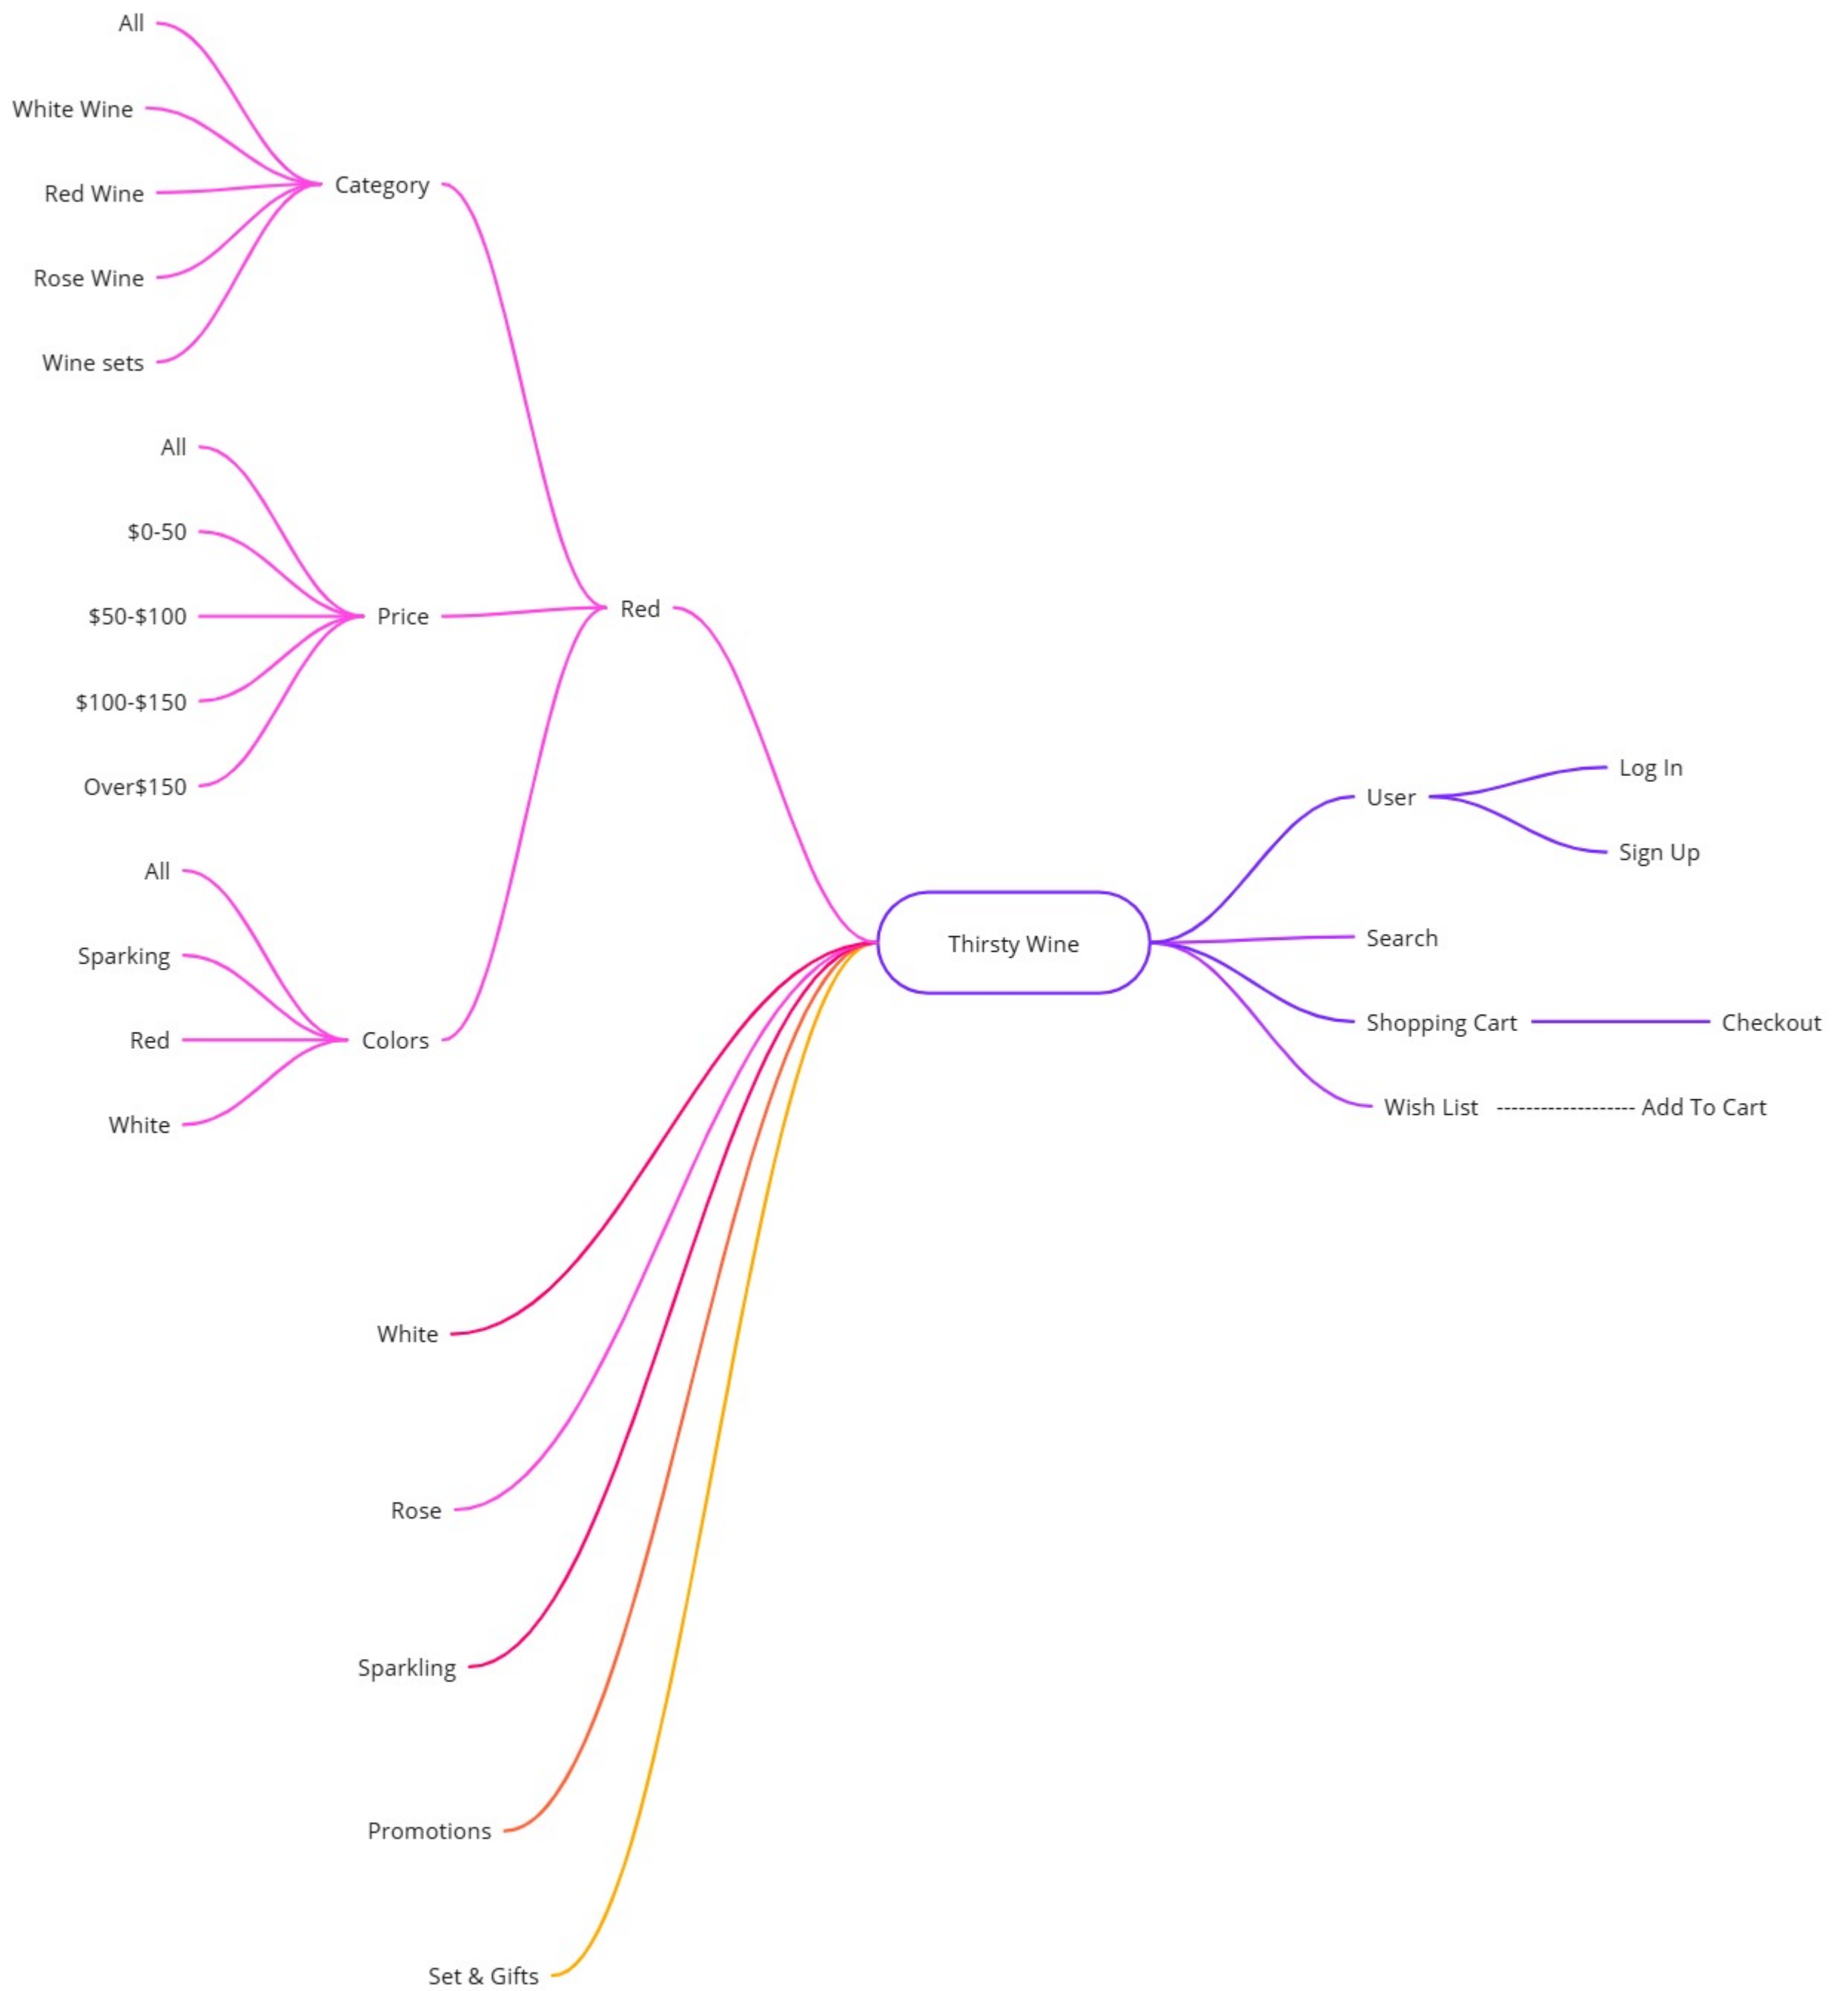 All
White Wine
Red Wine
Rose Wine
Wine sets
Category
All
$0-50
$50-$100
$100-$150
Over$150
Price
All
Sparking
Red
White
Colors
Red
White
Rose
Sparkling
Promotions
Set & Gifts
Thirsty Wine
User
Log In
Sign Up
Search
Shopping Cart
Checkout
Wish List
Add To Cart